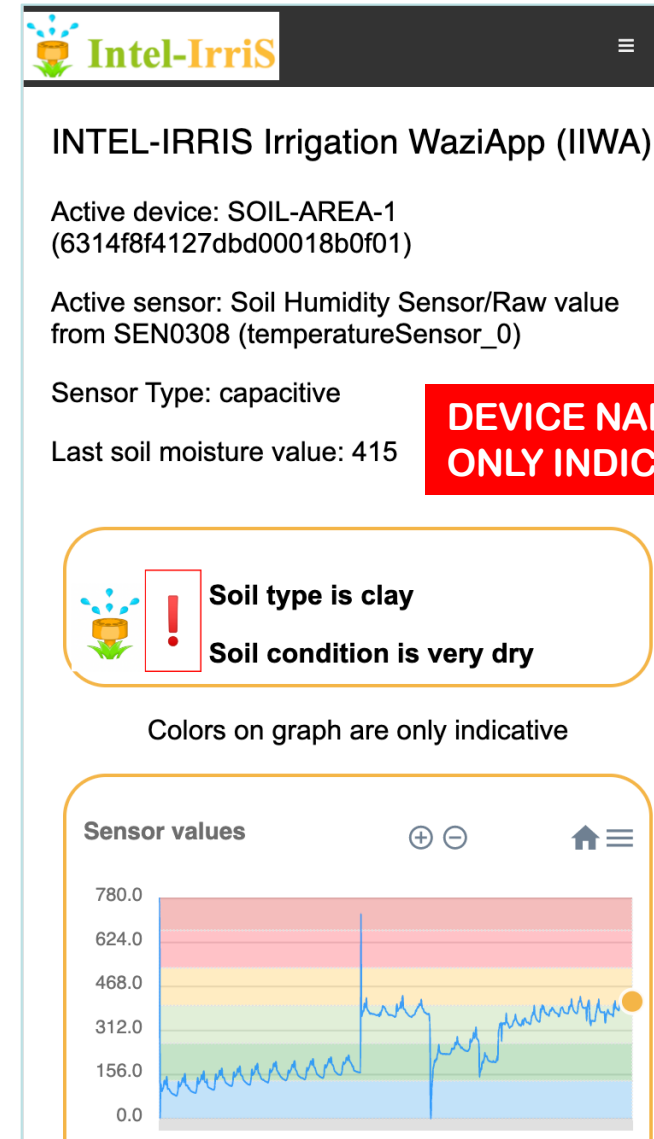 Intel-IrriS
INTEL-IRRIS Irrigation WaziApp (IIWA)
Active device: SOIL-AREA-1
(6314f8f4127dbd00018b0f01)
Active sensor: Soil Humidity Sensor/Raw value
from SEN0308 (temperatureSensor_0)
Sensor Type: capacitive
Last soil moisture value: 415
DEVICE
ONLY
Soil type is clay
Soil condition is very dry
Colors on graph are only indicative
Sensor values
780.0
624.0
468.0
312.0
156.0
0.0